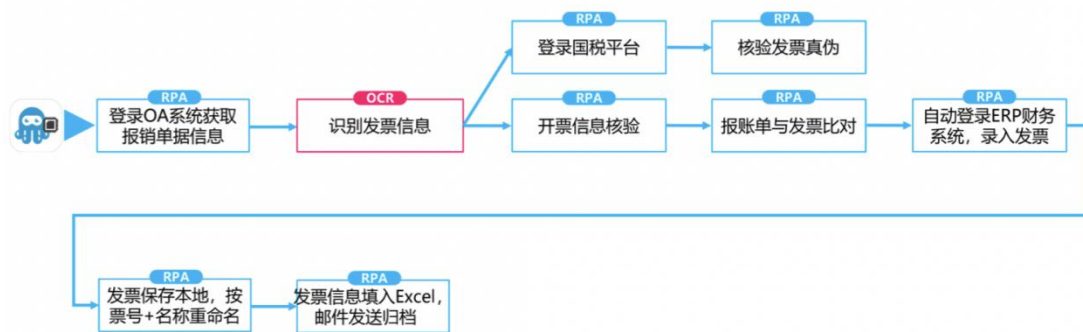 RPA
登录国税平台
RPA
核验发票真伪
RPA
登录OA系统获取
报销单据信息
OCR
识别发票信息
RPA
开票信息核验
RPA
报账单与发票比对
RPA
自动登录ERP财务
系统，录入发票
RPA
发票保存本地，按
票号+名称重命名
RPA
发票信息填入Excel，
邮件发送归档